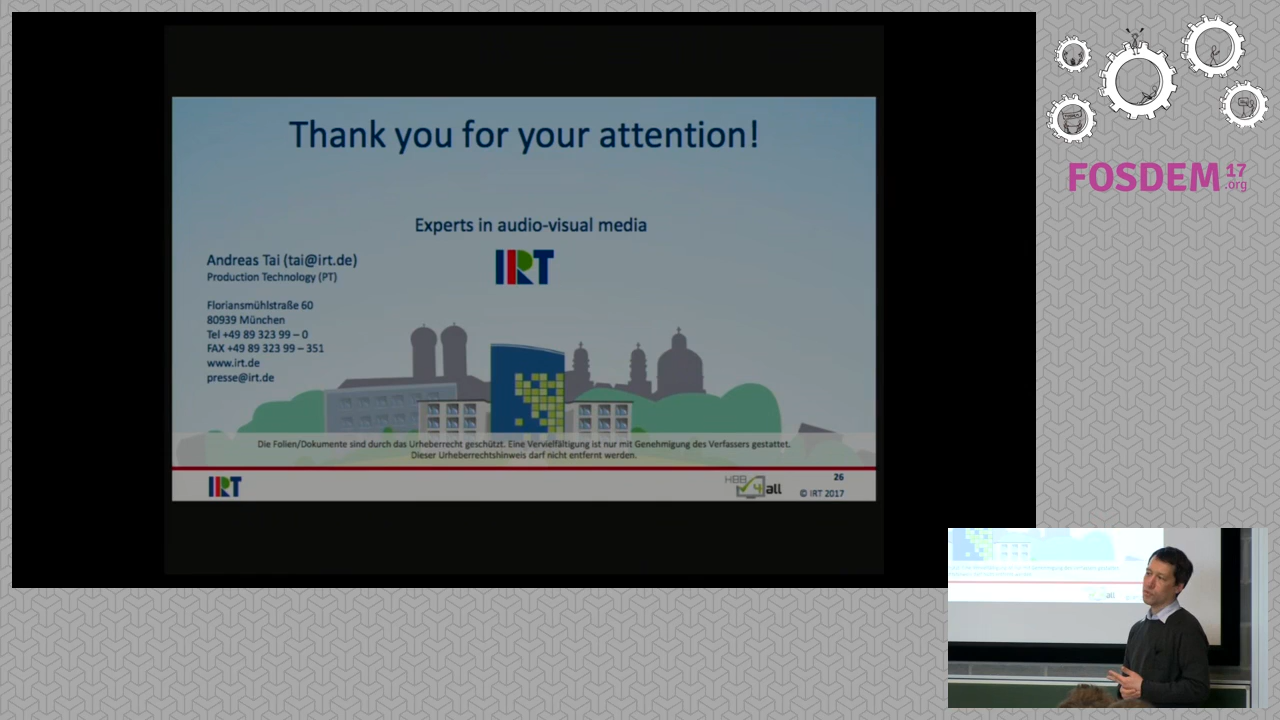 Thank you for your attention!
Experts in audio-visual media
IRT
Andreas Tai (tai@irt.de)
Production Technology (PT)
Floriansmühlstraße 60
80939 München
Tel +49 89 323 99 – 0
FAX +49 89 323 99 – 351
www.irt.de
presse@irt.de
Die Folien/Dokumente sind durch das Urheberrecht geschützt. Eine Vervielfältigung ist nur mit Genehmigung des Verfassers gestattet.
Dieser Urheberrechtshinweis darf nicht entfernt werden.
IRT
HBB4all
26
© IRT 2017
FOSDEM 17
.org